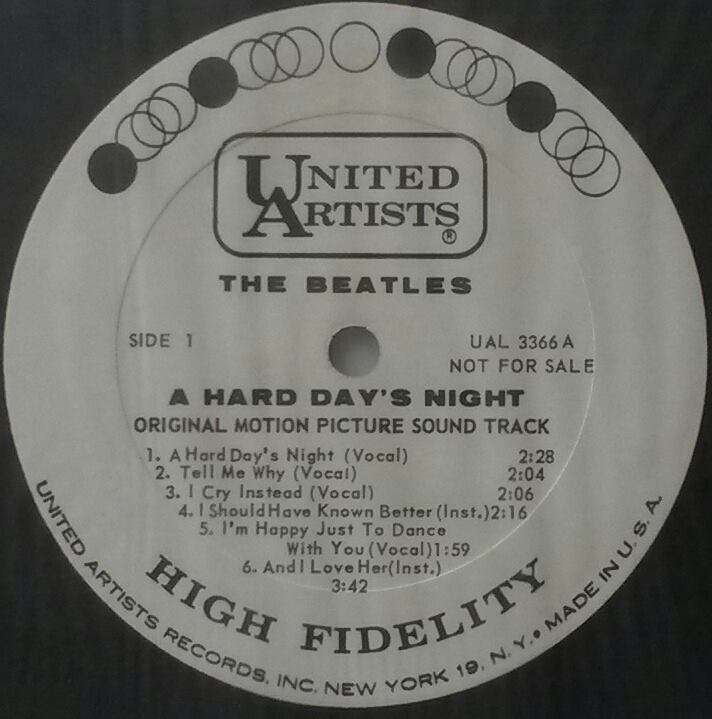 UNITED
ARTISTS®
THE BEATLES
SIDE 1
UAL 3366 A
NOT FOR SALE
A HARD DAY'S NIGHT
ORIGINAL MOTION PICTURE SOUND TRACK
1. A Hard Day's Night (Vocal) 2:28
2. Tell Me Why (Vocal) 2:04
3. I Cry Instead (Vocal) 2:06
4. I Should Have Known Better (Inst.) 2:16
5. I'm Happy Just To Dance
With You (Vocal) 1:59
6. And I Love Her (Inst.)
3:42
HIGH FIDELITY
UNITED ARTISTS RECORDS, INC. NEW YORK 19, N. Y. • MADE IN U. S. A.